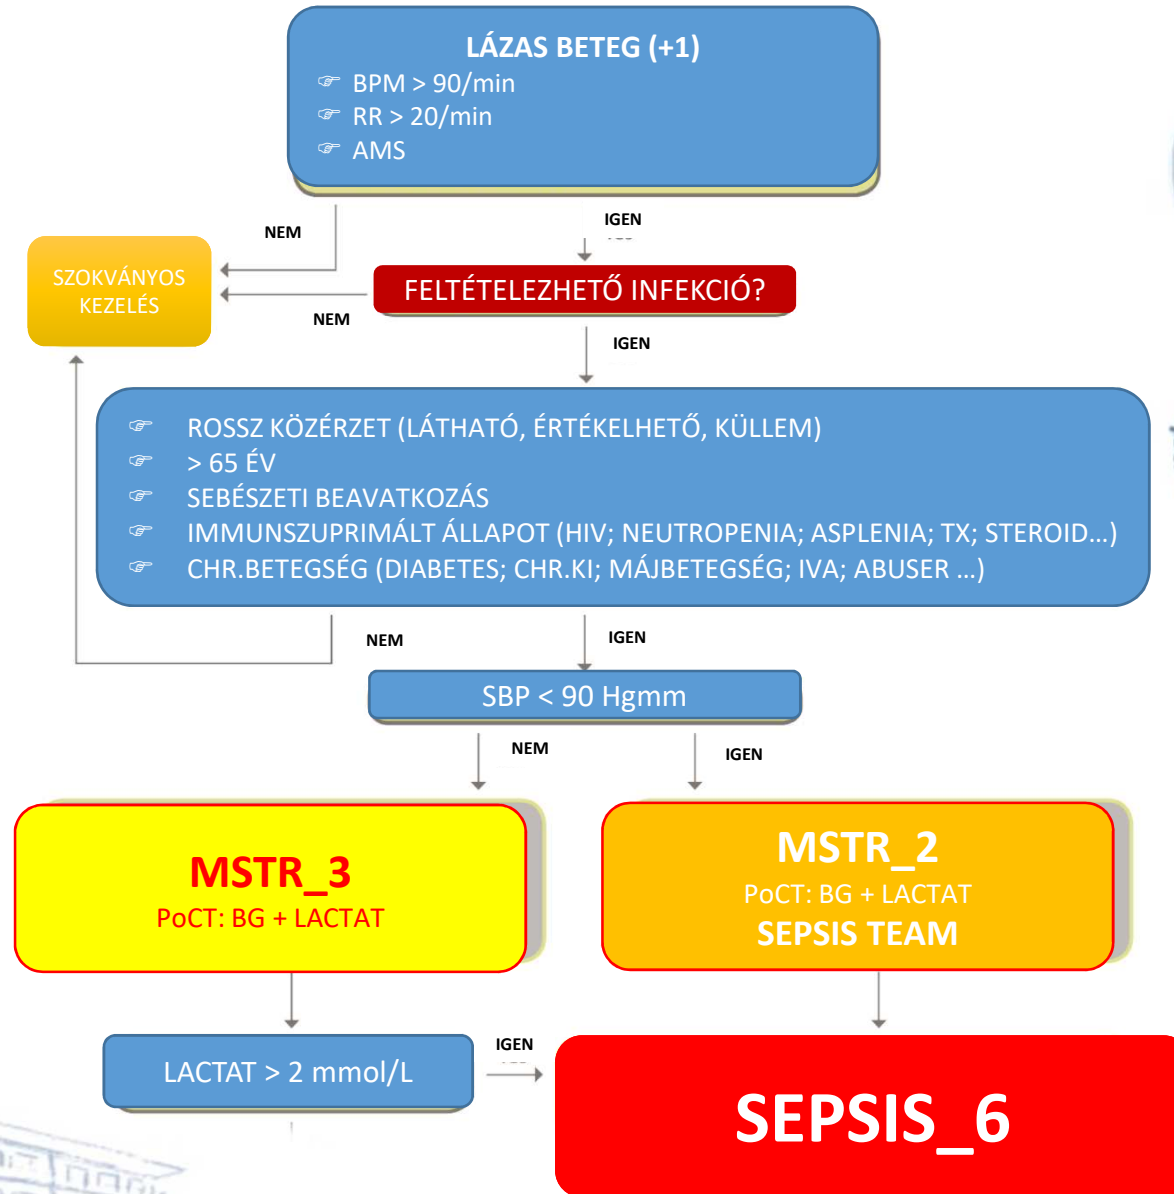 LÁZAS BETEG (+1)
☞ BPM > 90/min
☞ RR > 20/min
☞ AMS
NEM
IGEN
SZOKVÁNYOS
KEZELÉS
FELTÉTELEZHETŐ INFEKCIÓ?
NEM
IGEN
☞ ROSSZ KÖZÉRZET (LÁTHATÓ, ÉRTÉKELHETŐ, KÜLLEM)
☞ > 65 ÉV
☞ SEBÉSZETI BEAVATKOZÁS
☞ IMMUNSZUPRIMÁLT ÁLLAPOT (HIV; NEUTROPENIA; ASPLENIA; TX; STEROID...)
☞ CHR.BETEGSÉG (DIABETES; CHR.KI; MÁJBETEGSÉG; IVA; ABUSER ...)
NEM
IGEN
SBP < 90 Hgmm
NEM
IGEN
MSTR_3
PoCT: BG + LACTAT
MSTR_2
PoCT: BG + LACTAT
SEPSIS TEAM
LACTAT > 2 mmol/L
IGEN
SEPSIS_6